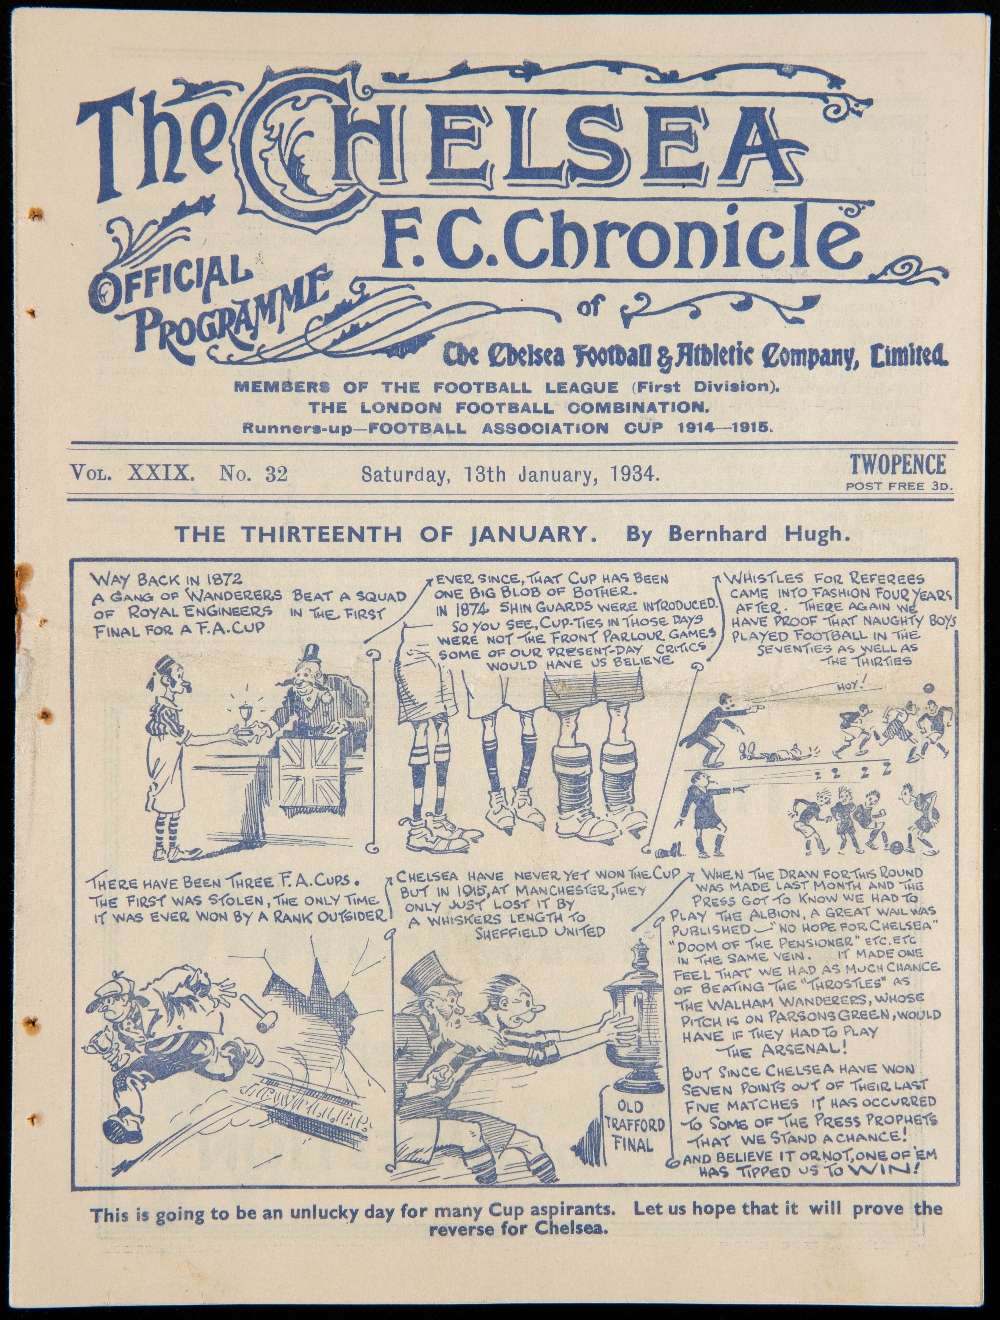 The CHELSEA
F.C. Chronicle
OFFICIAL
PROGRAMME
of
The Chelsea Football & Athletic Company, Limited.
MEMBERS OF THE FOOTBALL LEAGUE (First Division).
THE LONDON FOOTBALL COMBINATION.
Runners-up—FOOTBALL ASSOCIATION CUP 1914—1915.
VOL. XXIX. No. 32 Saturday, 13th January, 1934. TWOPENCE
POST FREE 3D.
THE THIRTEENTH OF JANUARY. By Bernhard Hugh.
WAY BACK IN 1872
A GANG OF WANDERERS BEAT A SQUAD
OF ROYAL ENGINEERS IN THE FIRST
FINAL FOR A F.A. CUP
EVER SINCE, THAT CUP HAS BEEN
ONE BIG BLOB OF BOTHER.
IN 1874 SHIN GUARDS WERE INTRODUCED.
SO YOU SEE, CUP-TIES IN THOSE DAYS
WERE NOT THE FRONT PARLOUR GAMES
SOME OF OUR PRESENT-DAY CRITICS
WOULD HAVE US BELIEVE
WHISTLES FOR REFEREES
CAME INTO FASHION FOUR YEARS
AFTER. THERE AGAIN WE
HAVE PROOF THAT NAUGHTY BOYS
PLAYED FOOTBALL IN THE
SEVENTIES AS WELL AS
THE THIRTIES
HOY!
THERE HAVE BEEN THREE F.A. CUPS.
THE FIRST WAS STOLEN, THE ONLY TIME
IT WAS EVER WON BY A RANK OUTSIDER
JEWELLER
CHELSEA HAVE NEVER YET WON THE CUP
BUT IN 1915, AT MANCHESTER, THEY
ONLY JUST LOST IT BY
A WHISKERS LENGTH TO
SHEFFIELD UNITED
OLD
TRAFFORD
FINAL
WHEN THE DRAW FOR THIS ROUND
WAS MADE LAST MONTH AND THE
PRESS GOT TO KNOW WE HAD TO
PLAY THE ALBION, A GREAT WAIL WAS
PUBLISHED — "NO HOPE FOR CHELSEA"
"DOOM OF THE PENSIONER" ETC. ETC
IN THE SAME VEIN. IT MADE ONE
FEEL THAT WE HAD AS MUCH CHANCE
OF BEATING THE "THROSTLES" AS
THE WALHAM WANDERERS, WHOSE
PITCH IS ON PARSONS GREEN, WOULD
HAVE IF THEY HAD TO PLAY
THE ARSENAL!
BUT SINCE CHELSEA HAVE WON
SEVEN POINTS OUT OF THEIR LAST
FIVE MATCHES IT HAS OCCURRED
TO SOME OF THE PRESS PROPHETS
THAT WE STAND A CHANCE!
AND BELIEVE IT OR NOT, ONE OF 'EM
HAS TIPPED US TO WIN!
This is going to be an unlucky day for many Cup aspirants. Let us hope that it will prove the
reverse for Chelsea.